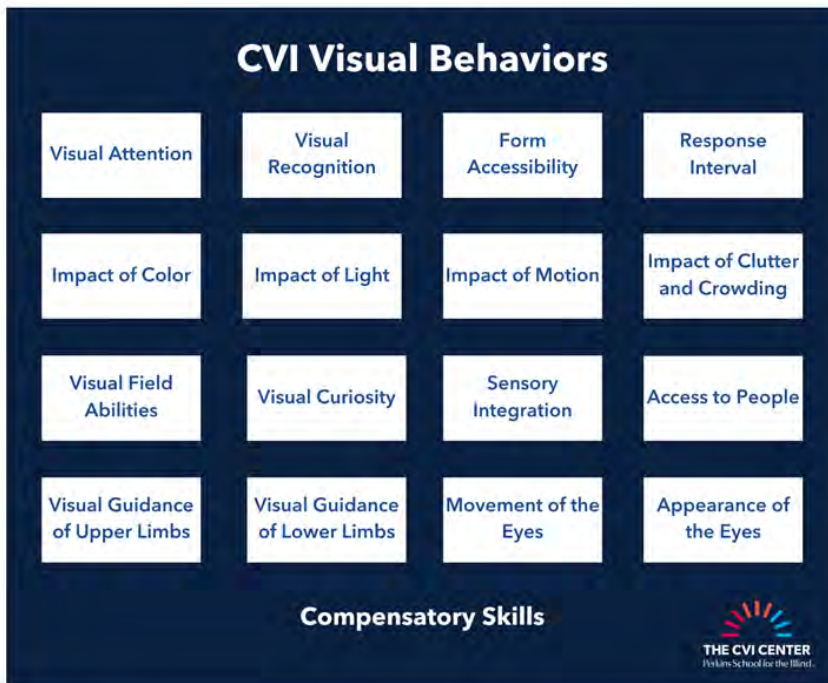 CVI Visual Behaviors
Visual Attention
Visual
Recognition
Form
Accessibility
Response
Interval
Impact of Color
Impact of Light
Impact of Motion
Impact of Clutter
and Crowding
Visual Field
Abilities
Visual Curiosity
Sensory
Integration
Access to People
Visual Guidance
of Upper Limbs
Visual Guidance
of Lower Limbs
Movement of the
Eyes
Appearance of
the Eyes
Compensatory Skills
THE CVI CENTER
Perkins School for the Blind.